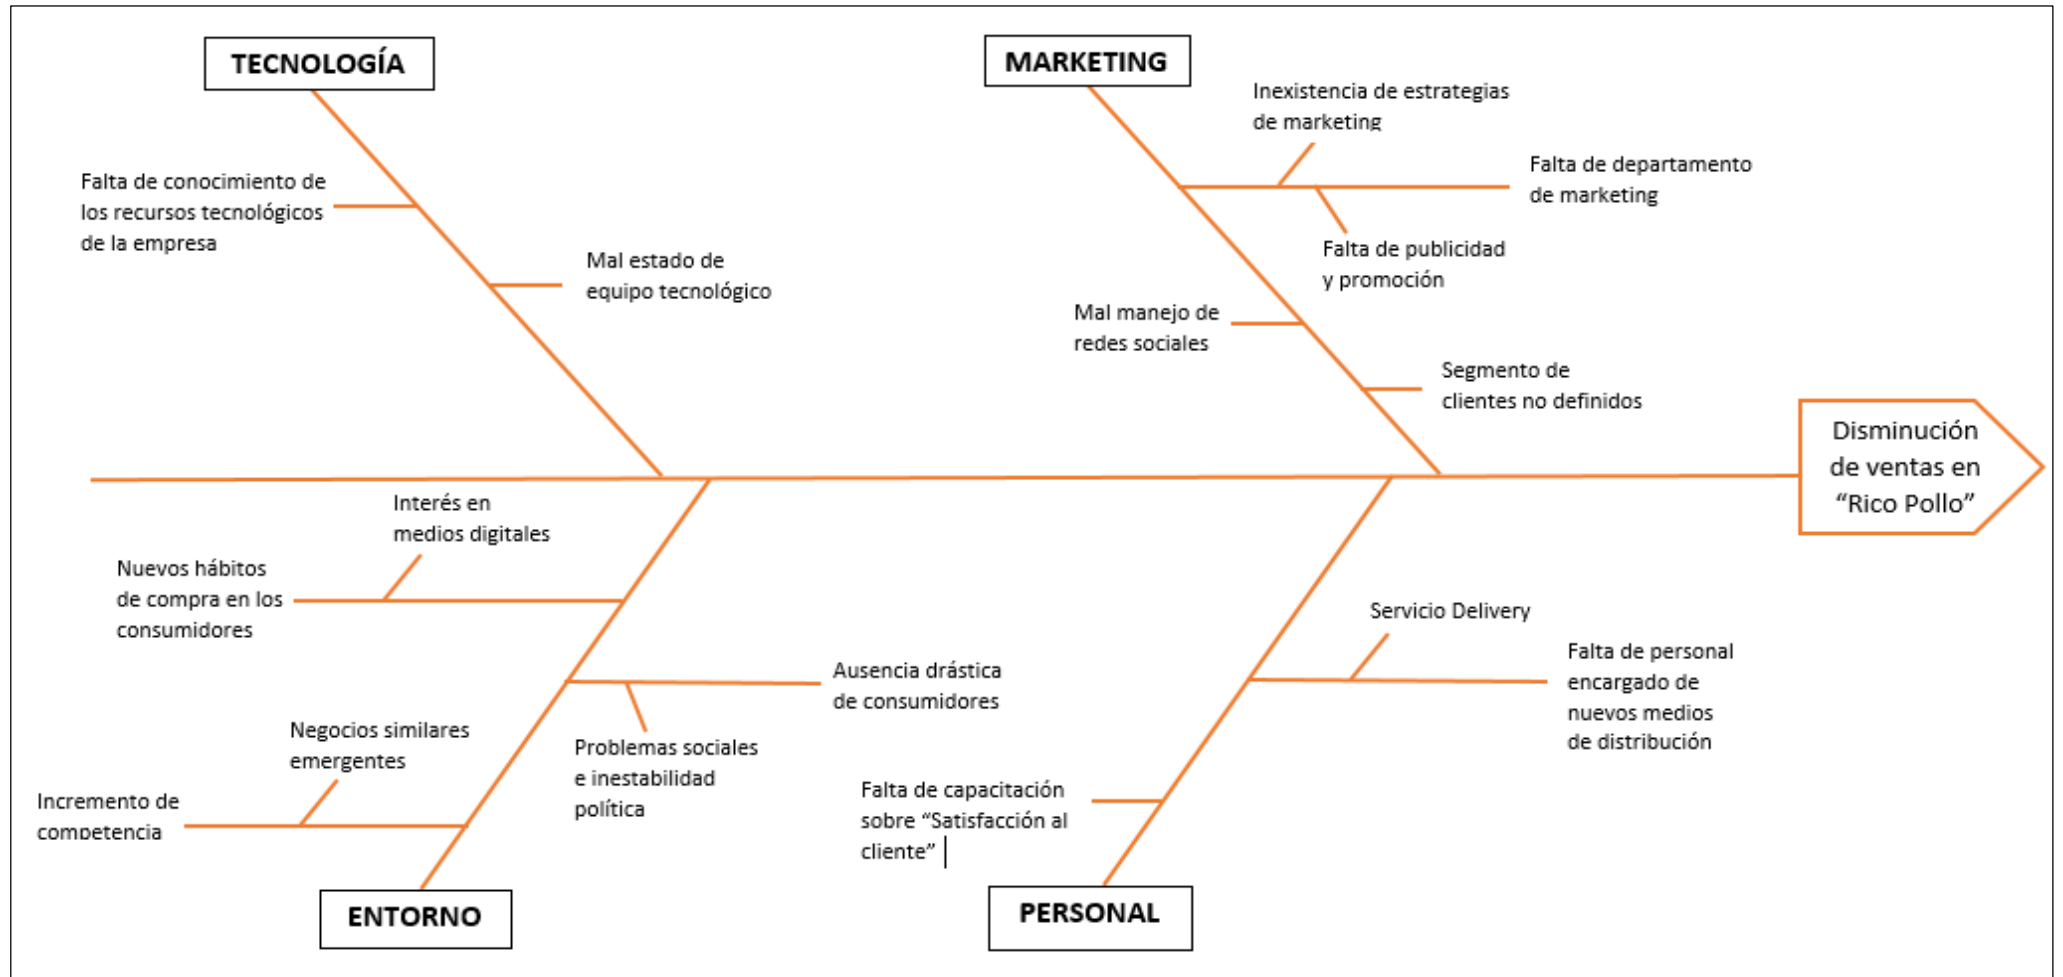 TECNOLOGÍA
MARKETING
Inexistencia de estrategias
de marketing
Falta de departamento
de marketing
Falta de conocimiento de
los recursos tecnológicos
de la empresa
Falta de publicidad
y promoción
Mal estado de
equipo tecnológico
Mal manejo de
redes sociales
Segmento de
clientes no definidos
Disminución
de ventas en
“Rico Pollo”
Interés en
medios digitales
Nuevos hábitos
de compra en los
consumidores
Servicio Delivery
Falta de personal
encargado de
nuevos medios
de distribución
Ausencia drástica
de consumidores
Negocios similares
emergentes
Problemas sociales
e inestabilidad
política
Incremento de
competencia
Falta de capacitación
sobre “Satisfacción al
cliente”
ENTORNO
PERSONAL